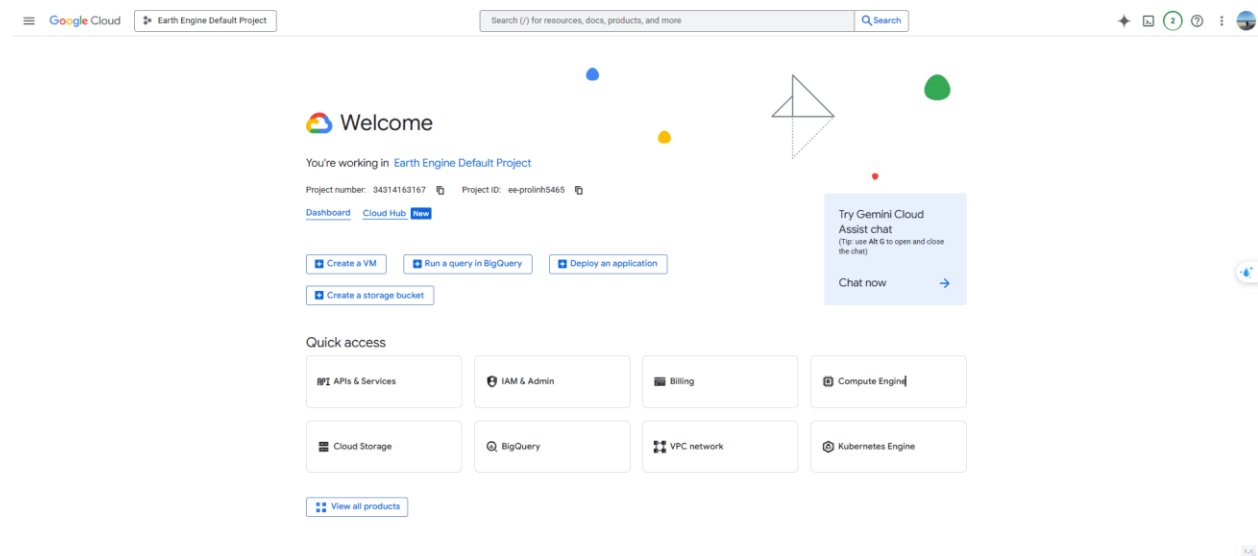 Google Cloud Earth Engine Default Project Search (/) for resources, docs, products, and more Search 2
Welcome
You're working in Earth Engine Default Project
Project number: 34314163167 Project ID: ee-prolinh5465
Dashboard Cloud Hub New
Try Gemini Cloud
Assist chat
(Tip: use Alt G to open and close
the chat)
Chat now
Create a VM Run a query in BigQuery Deploy an application
Create a storage bucket
Quick access
API APIs & Services IAM & Admin Billing Compute Engine
Cloud Storage BigQuery VPC network Kubernetes Engine
View all products